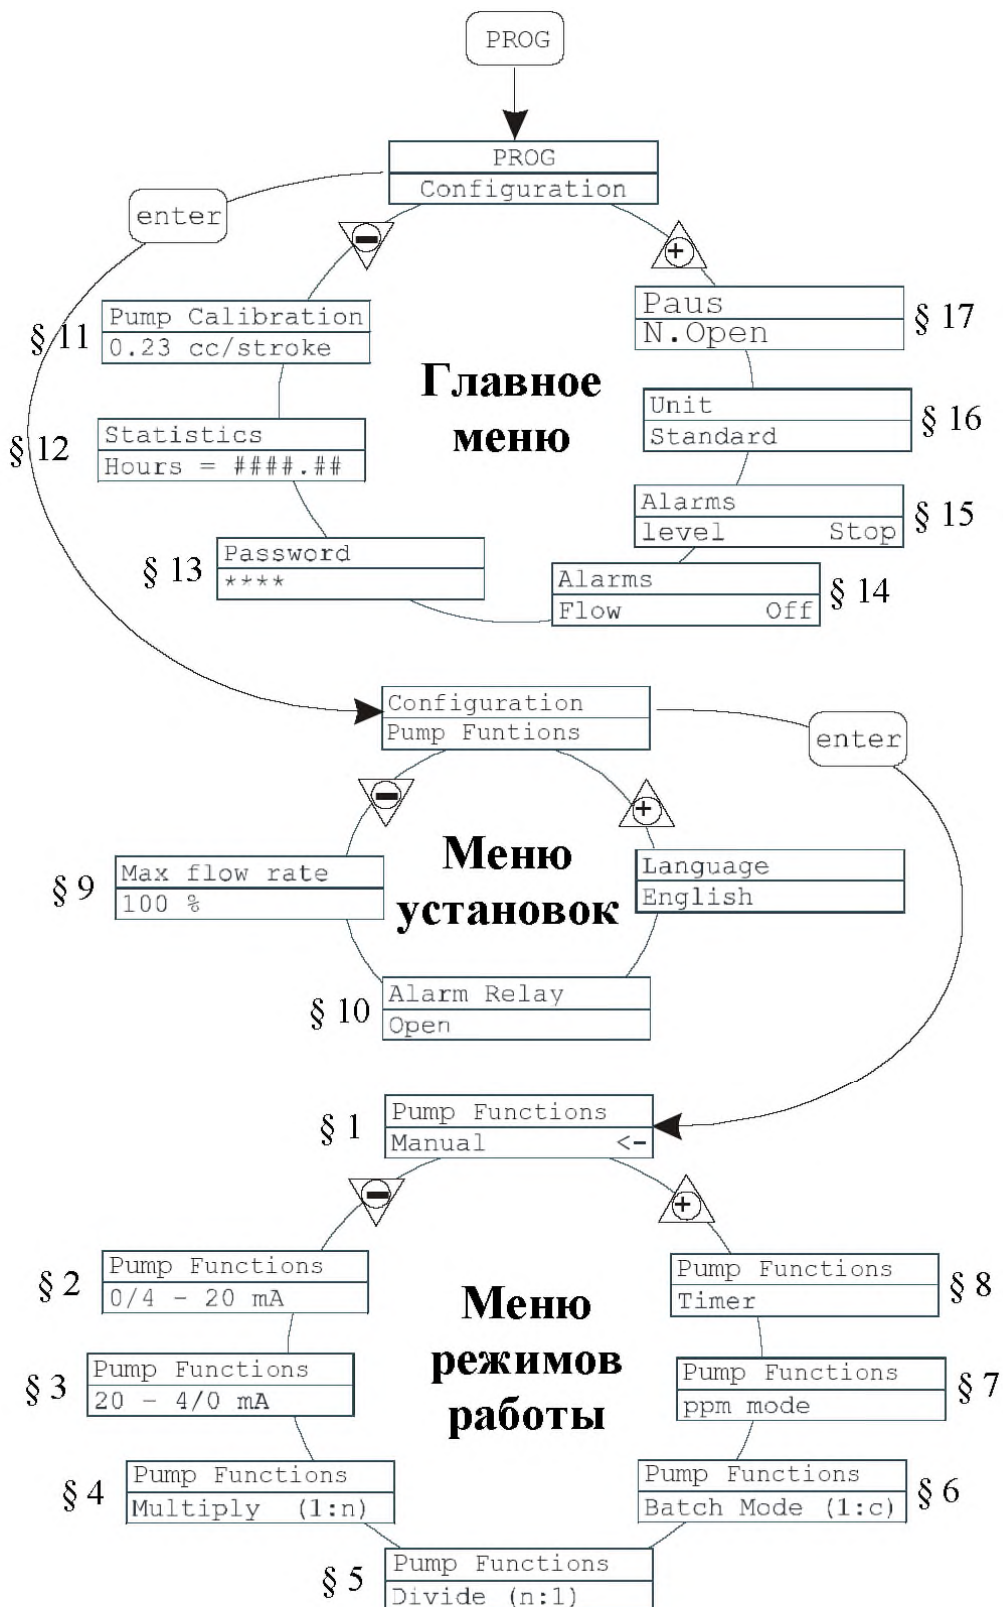 PROG
PROG
Configuration
enter
§ 11
Pump Calibration
0.23 cc/stroke
Paus
N.Open
§ 17
Главное
меню
Unit
Standard
§ 16
§ 12
Statistics
Hours = ####.##
Alarms
level Stop
§ 15
§ 13
Password
****
Alarms
Flow Off
§ 14
Configuration
Pump Funtions
enter
§ 9
Max flow rate
100 %
Меню
установок
Language
English
§ 10
Alarm Relay
Open
§ 1
Pump Functions
Manual <-
§ 2
Pump Functions
0/4 - 20 mA
Pump Functions
Timer
§ 8
Меню
режимов
работы
§ 3
Pump Functions
20 - 4/0 mA
Pump Functions
ppm mode
§ 7
§ 4
Pump Functions
Multiply (1:n)
Pump Functions
Batch Mode (1:c)
§ 6
§ 5
Pump Functions
Divide (n:1)